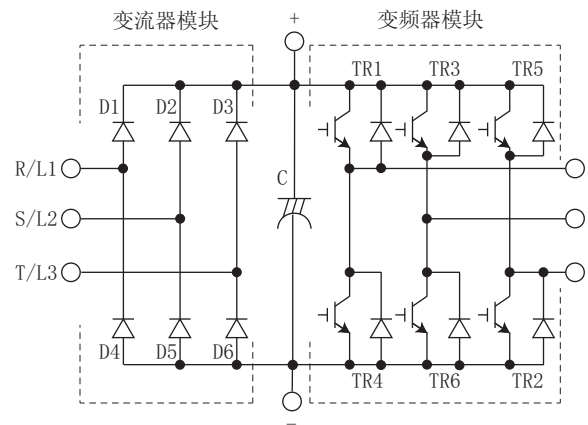 变流器模块
+
变频器模块
TR1
TR3
TR5
D1
D2
D3
R/L1
C
S/L2
T/L3
D4
D5
D6
TR4
TR6
TR2
-